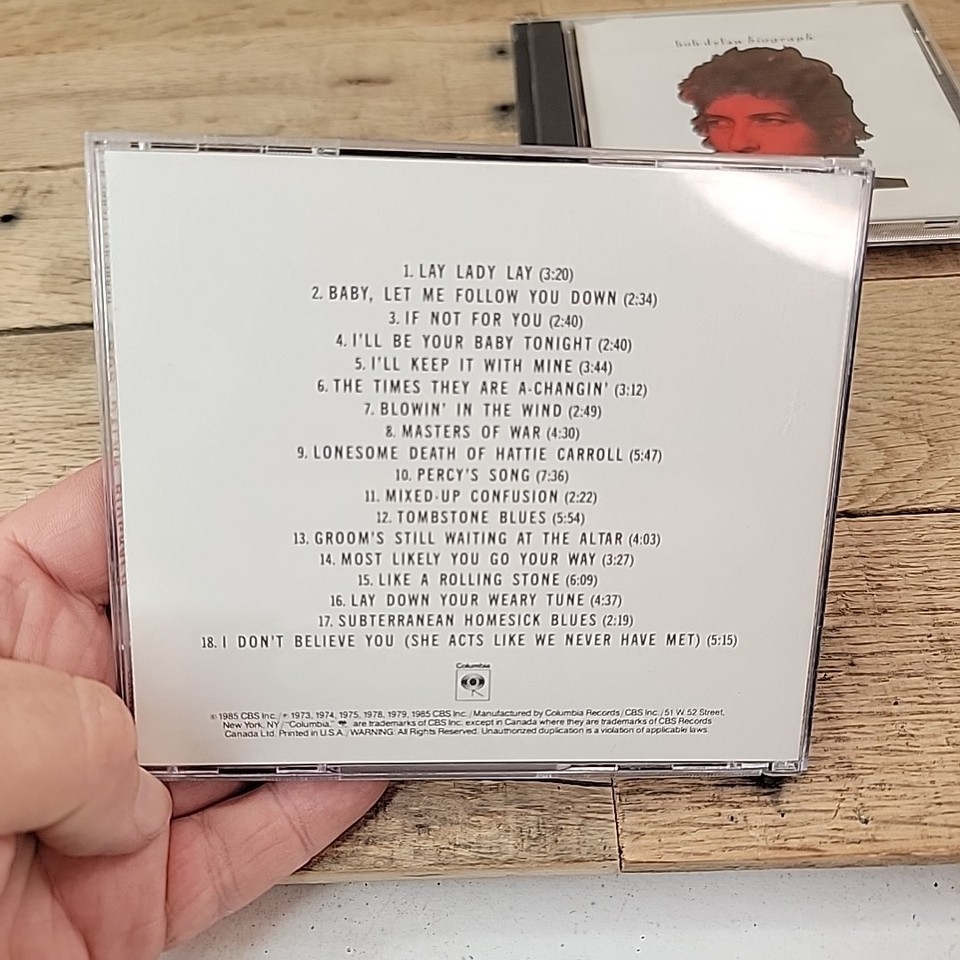 bob dylan biograph
1. LAY LADY LAY (3:20)
2. BABY, LET ME FOLLOW YOU DOWN (2:34)
3. IF NOT FOR YOU (2:40)
4. I'LL BE YOUR BABY TONIGHT (2:40)
5. I'LL KEEP IT WITH MINE (3:44)
6. THE TIMES THEY ARE A-CHANGIN' (3:12)
7. BLOWIN' IN THE WIND (2:49)
8. MASTERS OF WAR (4:30)
9. LONESOME DEATH OF HATTIE CARROLL (5:47)
10. PERCY'S SONG (7:36)
11. MIXED-UP CONFUSION (2:22)
12. TOMBSTONE BLUES (5:54)
13. GROOM'S STILL WAITING AT THE ALTAR (4:03)
14. MOST LIKELY YOU GO YOUR WAY (3:27)
15. LIKE A ROLLING STONE (6:09)
16. LAY DOWN YOUR WEARY TUNE (4:37)
17. SUBTERRANEAN HOMESICK BLUES (2:19)
18. I DON'T BELIEVE YOU (SHE ACTS LIKE WE NEVER HAVE MET) (5:15)
Columbia
© 1985 CBS Inc./℗ 1973, 1974, 1975, 1978, 1979, 1985 CBS Inc./Manufactured by Columbia Records/CBS Inc./51 W. 52 Street,
New York, NY/"Columbia," are trademarks of CBS Inc. except in Canada where they are trademarks of CBS Records
Canada Ltd. Printed in U.S.A./WARNING: All Rights Reserved. Unauthorized duplication is a violation of applicable laws.